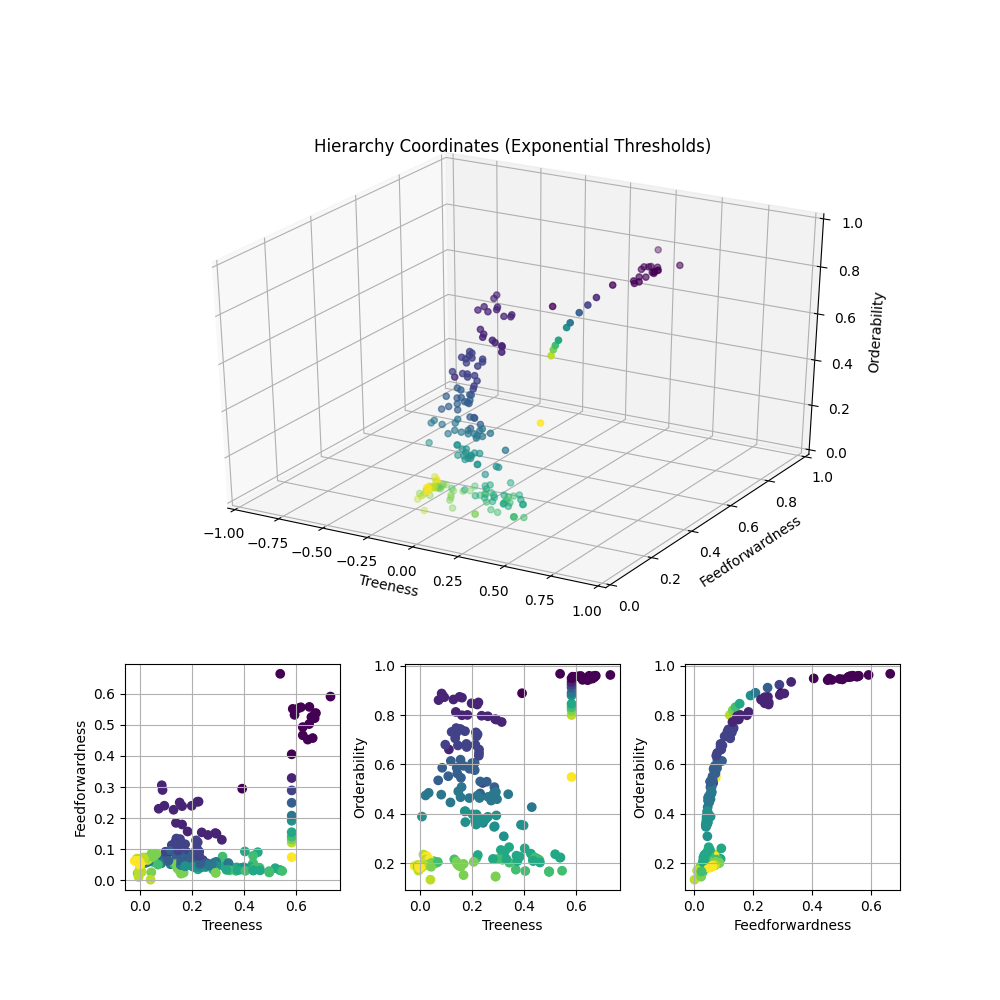 Hierarchy Coordinates (Exponential Thresholds)
1.0
0.8
0.6
0.4
0.2
0.0
Orderability
−1.00
−0.75
−0.50
−0.25
0.00
0.25
0.50
0.75
1.00
Treeness
0.0
0.2
0.4
0.6
0.8
1.0
Feedforwardness
0.6
0.5
0.4
0.3
0.2
0.1
0.0
Feedforwardness
0.0 0.2 0.4 0.6
Treeness
1.0
0.8
0.6
0.4
0.2
Orderability
0.0 0.2 0.4 0.6
Treeness
1.0
0.8
0.6
0.4
0.2
Orderability
0.0 0.2 0.4 0.6
Feedforwardness